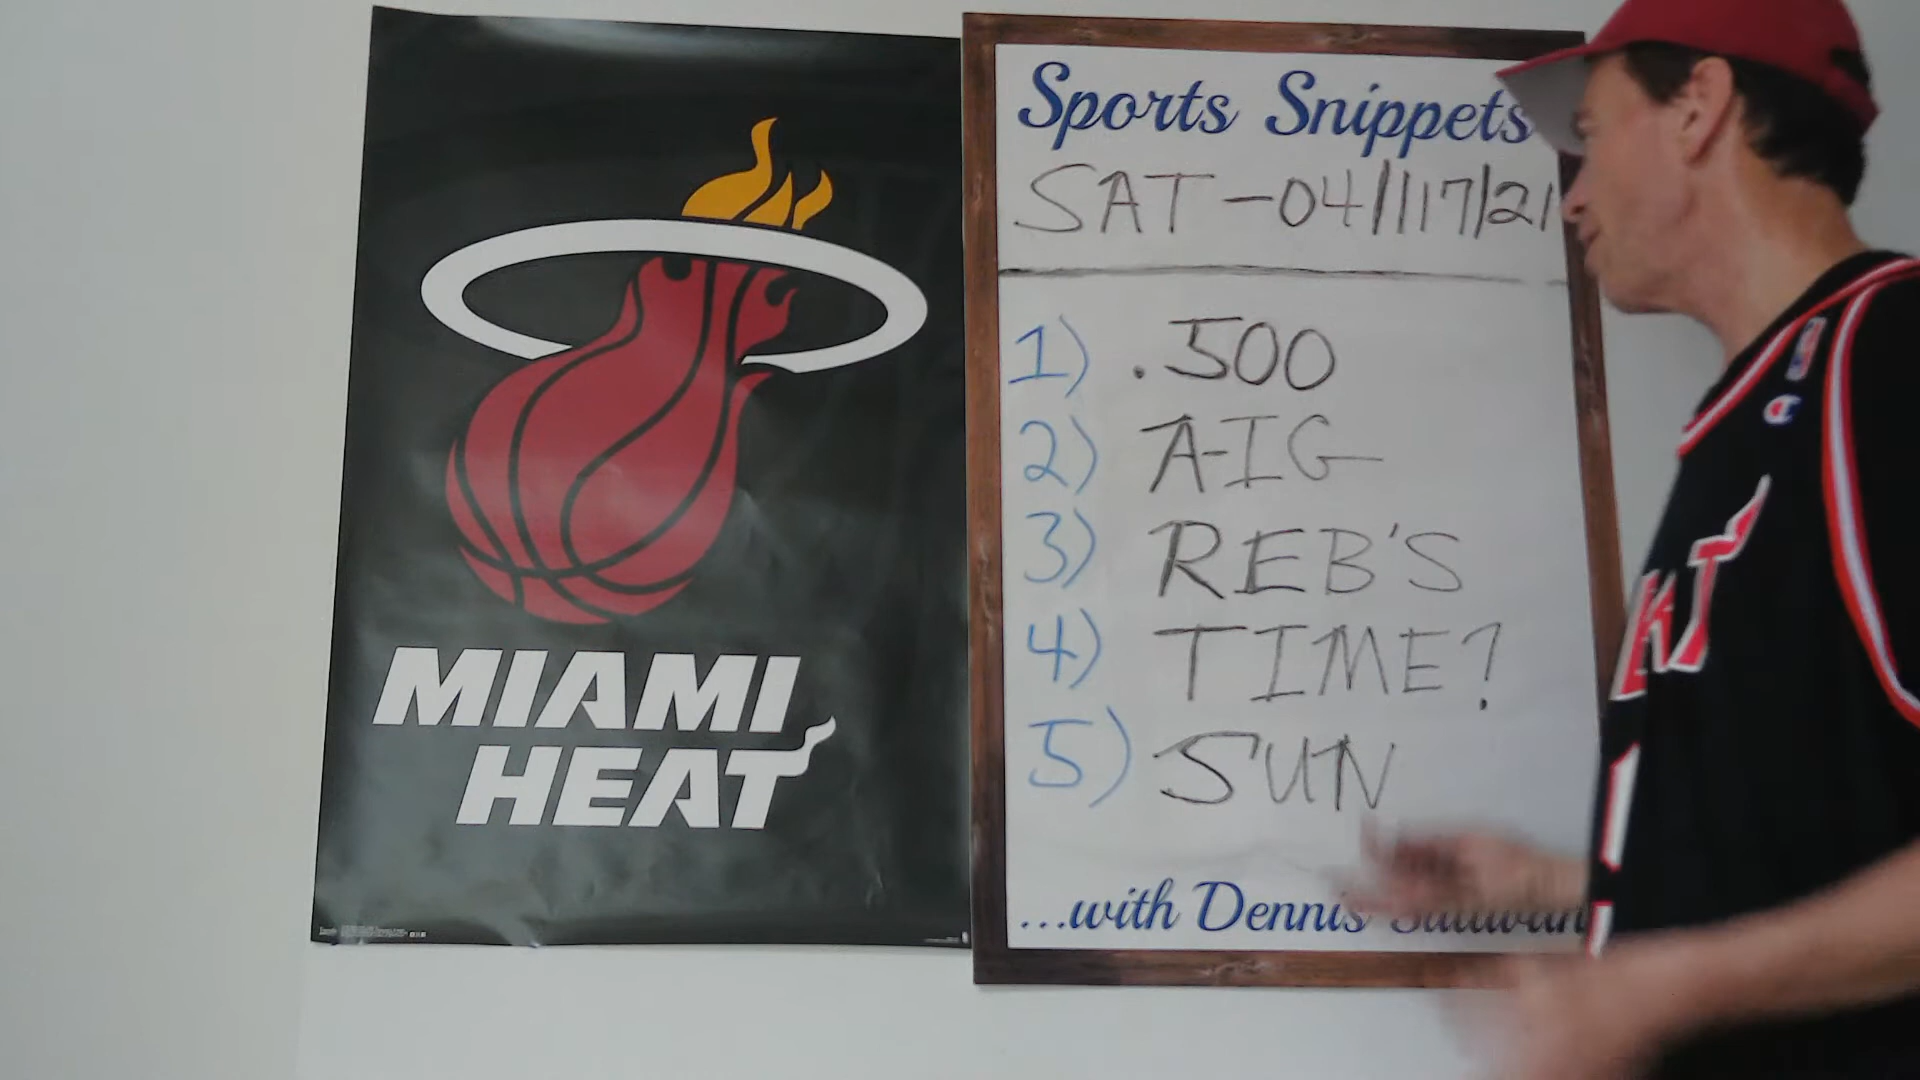 MIAMI
HEAT
Sports Snippets
SAT-04/17/21
1) .500
2) A-IG
3) REB'S
4) TIME?
5) SUN
...with Dennis Sullivan